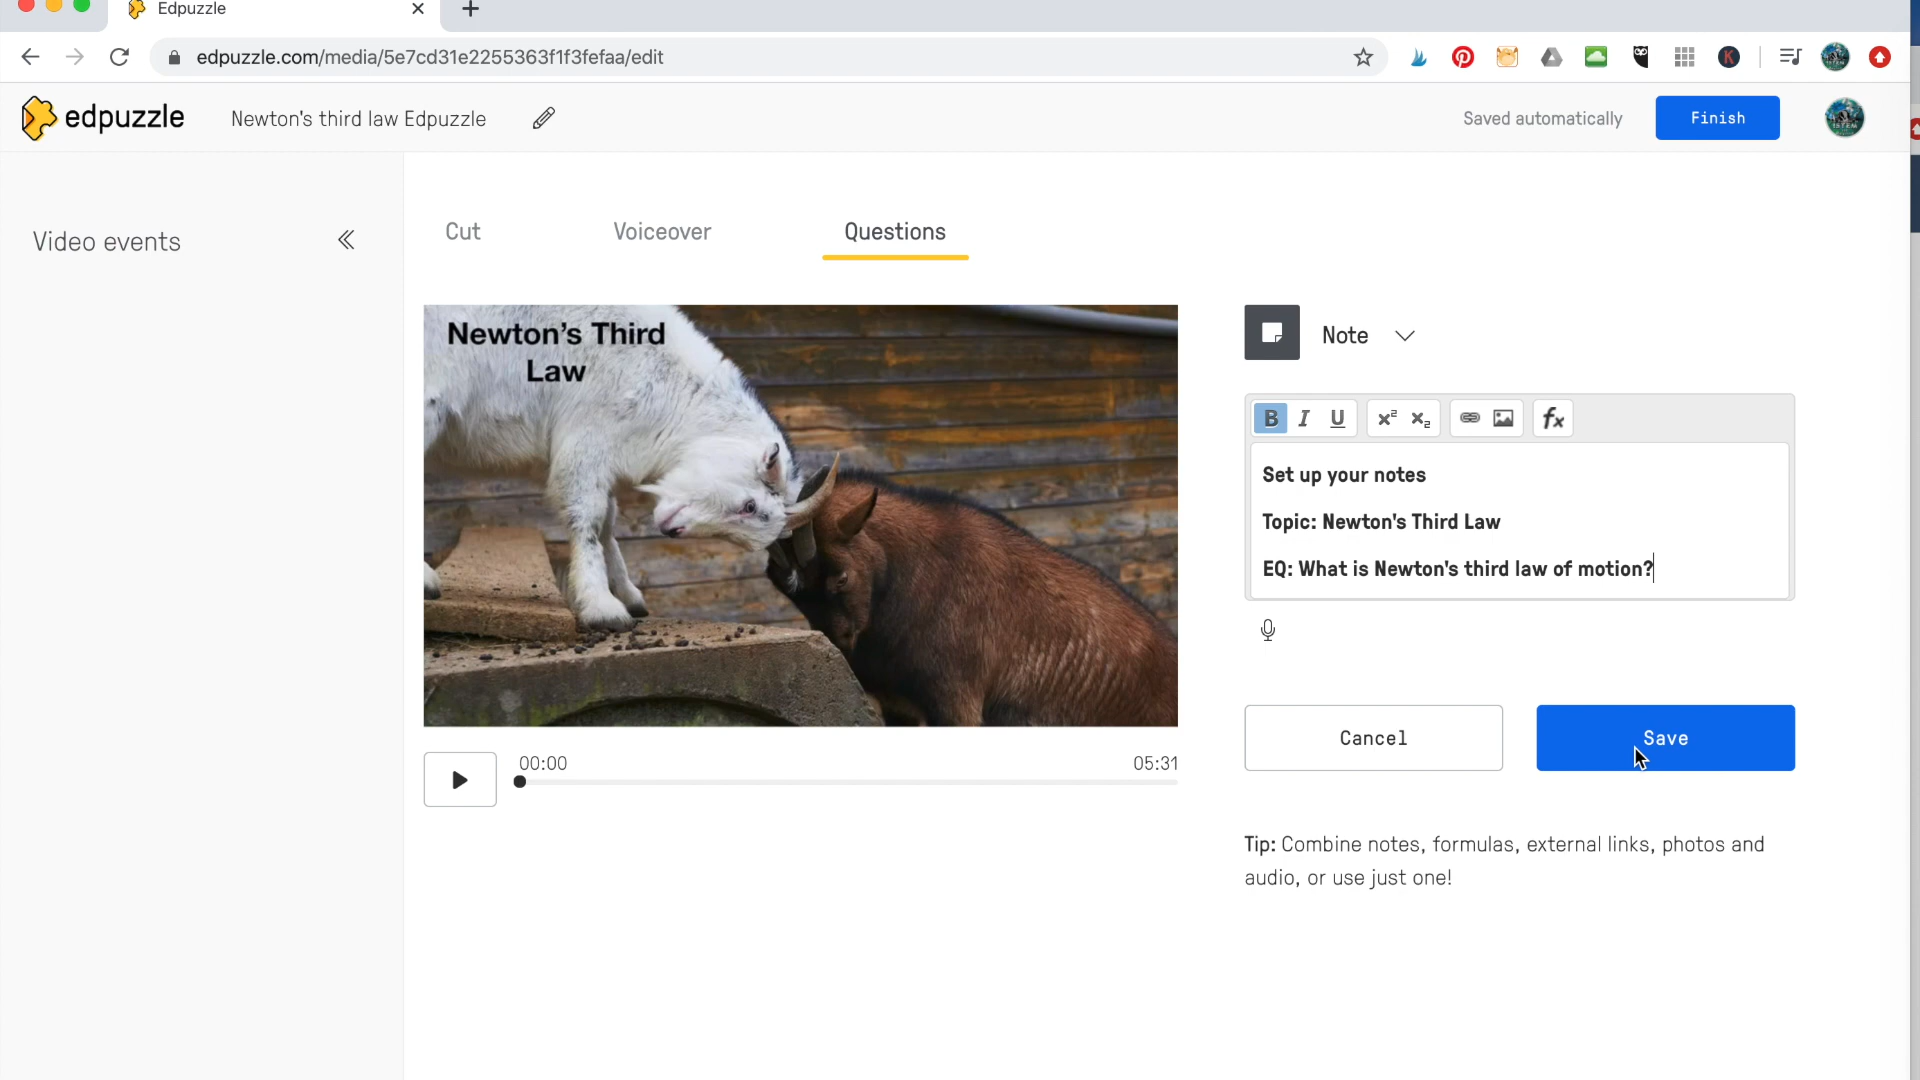 Edpuzzle
edpuzzle.com/media/5e7cd31e2255363f1f3fefaa/edit
K
edpuzzle
Newton's third law Edpuzzle
Saved automatically
Finish
Video events
Cut
Voiceover
Questions
Newton's Third
Law
Note
B I U x² x₂ fx
Set up your notes
Topic: Newton's Third Law
EQ: What is Newton's third law of motion?
00:00
05:31
Cancel
Save
Tip: Combine notes, formulas, external links, photos and
audio, or use just one!